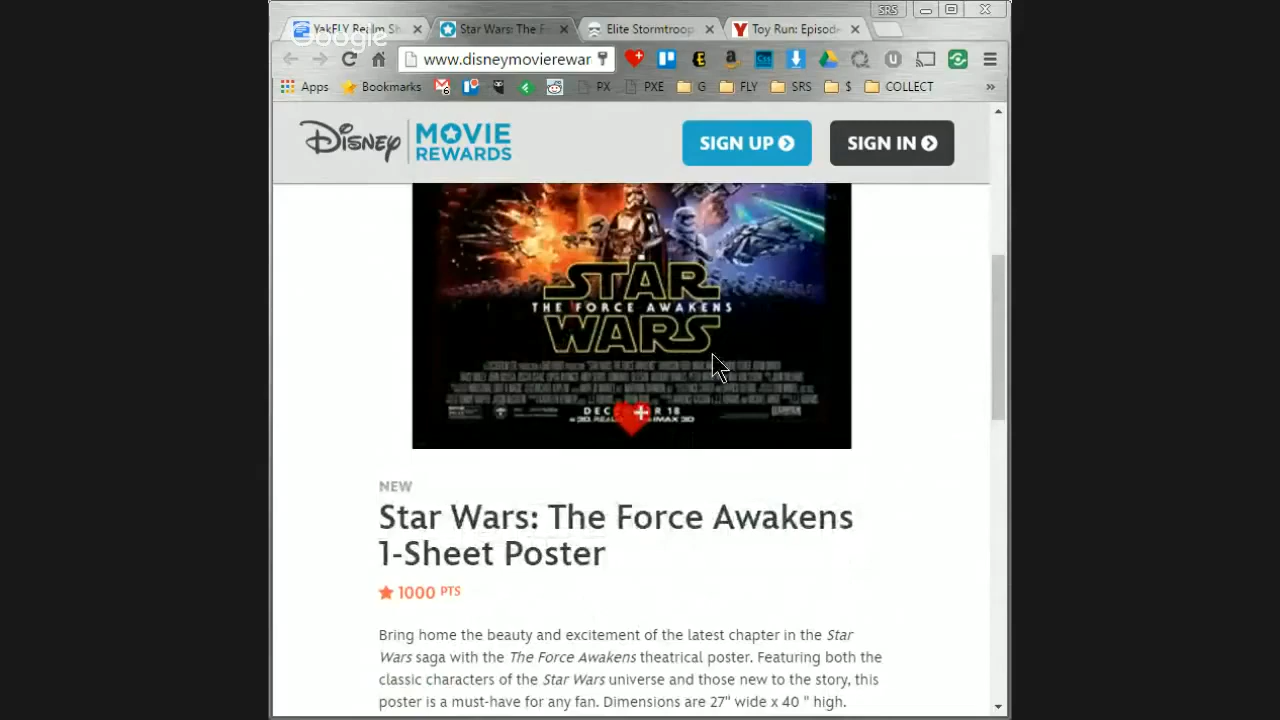 SRS
YakFLY Realm Sh
Star Wars: The F
Elite Stormtroop
Toy Run: Episode
Google
www.disneymovierewar
Apps
Bookmarks
PX
PXE
G
FLY
SRS
$
COLLECT
»
Disney
MOVIE
REWARDS
SIGN UP
SIGN IN
STAR
THE FORCE AWAKENS
WARS
NEW
Star Wars: The Force Awakens
1-Sheet Poster
1000 PTS
Bring home the beauty and excitement of the latest chapter in the Star
Wars saga with the The Force Awakens theatrical poster. Featuring both the
classic characters of the Star Wars universe and those new to the story, this
poster is a must-have for any fan. Dimensions are 27" wide x 40 " high.